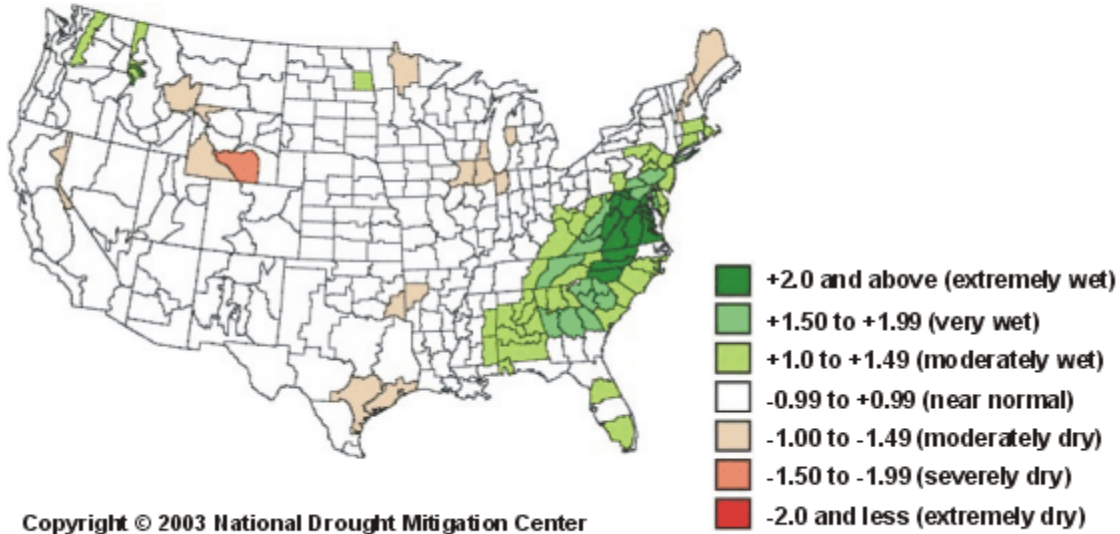 +2.0 and above (extremely wet)
+1.50 to +1.99 (very wet)
+1.0 to +1.49 (moderately wet)
-0.99 to +0.99 (near normal)
-1.00 to -1.49 (moderately dry)
-1.50 to -1.99 (severely dry)
-2.0 and less (extremely dry)
Copyright © 2003 National Drought Mitigation Center